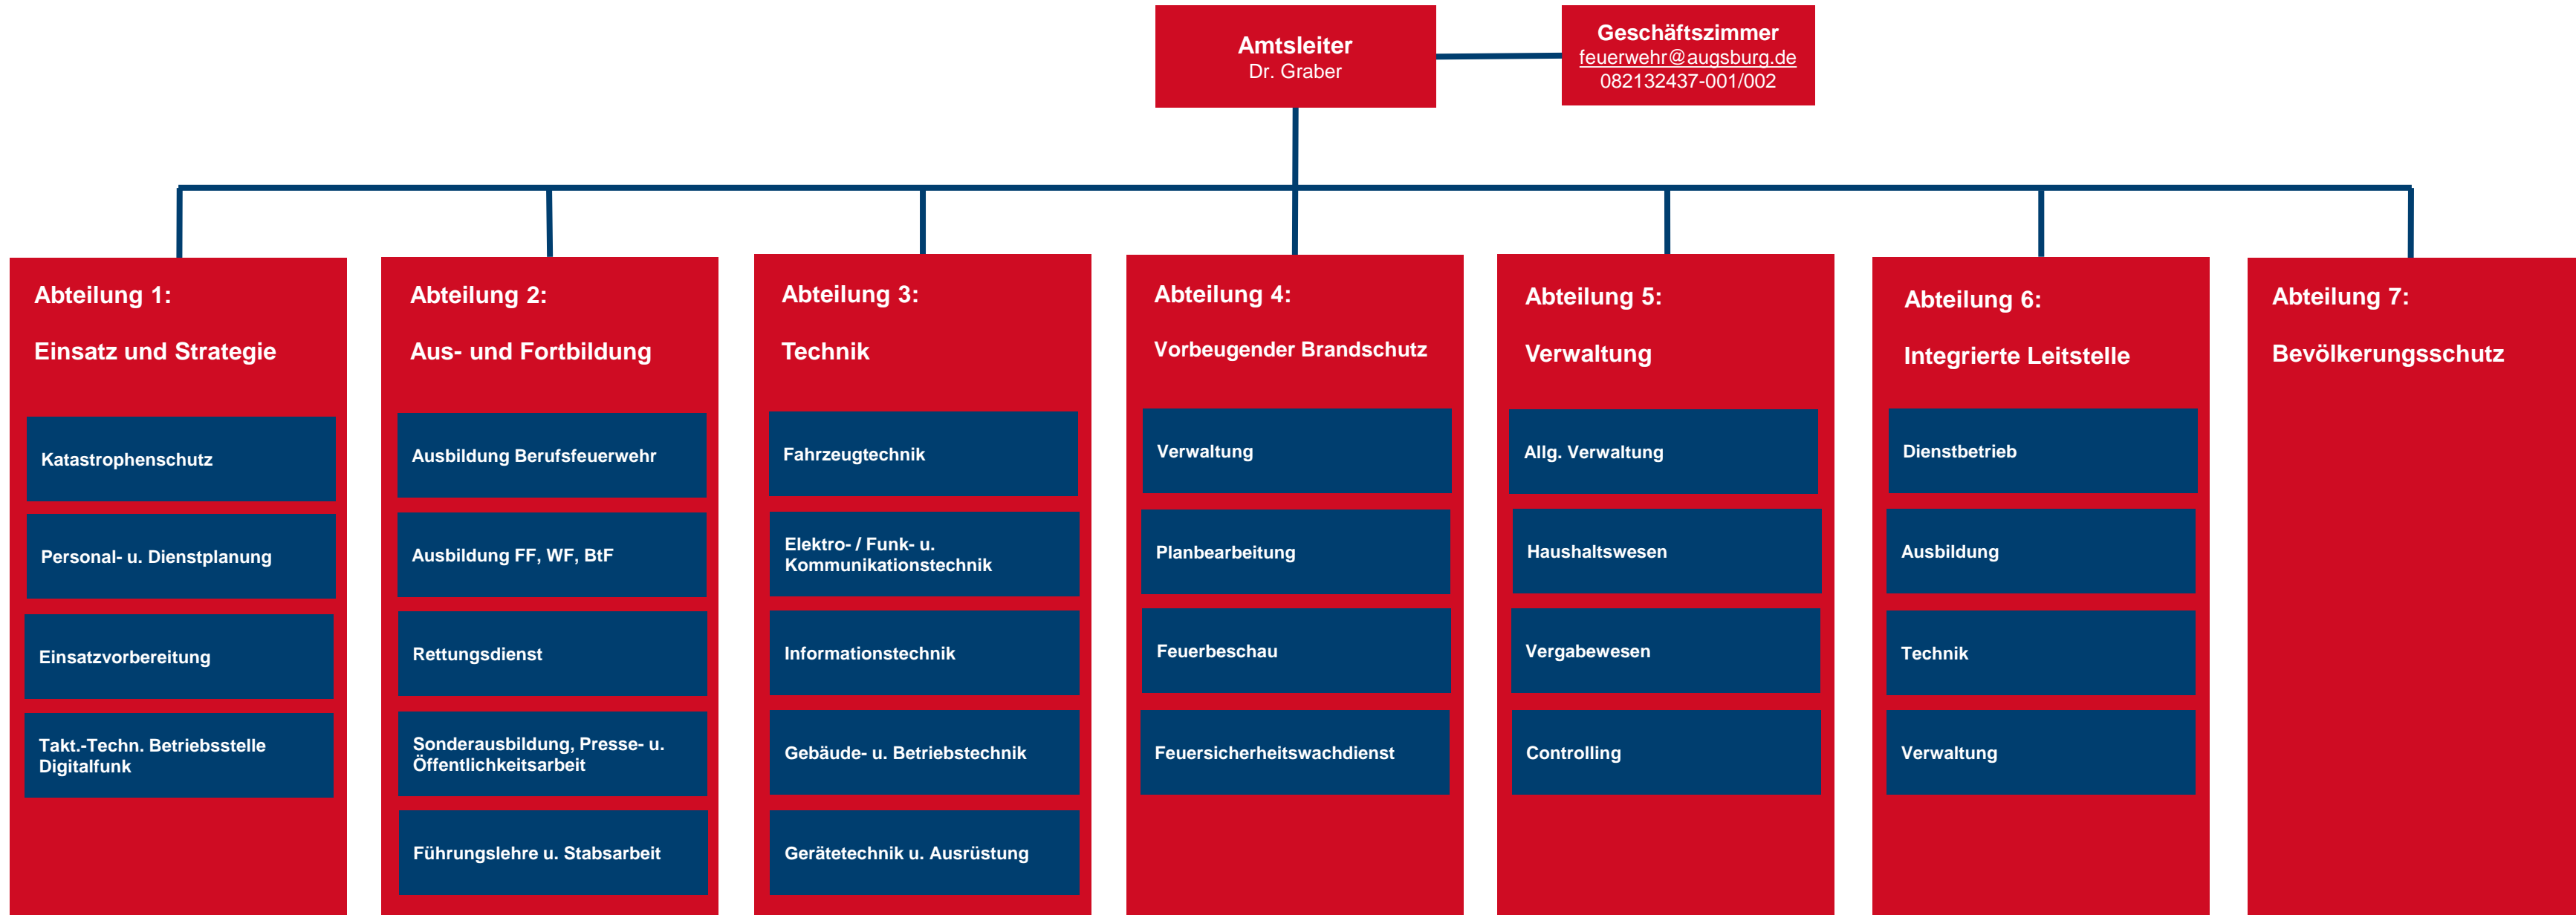 Amtsleiter
Dr. Graber
Geschäftszimmer
feuerwehr@augsburg.de
082132437-001/002
Abteilung 1:
Einsatz und Strategie
Katastrophenschutz
Personal- u. Dienstplanung
Einsatzvorbereitung
Takt.-Techn. Betriebsstelle
Digitalfunk
Abteilung 2:
Aus- und Fortbildung
Ausbildung Berufsfeuerwehr
Ausbildung FF, WF, BtF
Rettungsdienst
Sonderausbildung, Presse- u.
Öffentlichkeitsarbeit
Führungslehre u. Stabsarbeit
Abteilung 3:
Technik
Fahrzeugtechnik
Elektro- / Funk- u.
Kommunikationstechnik
Informationstechnik
Gebäude- u. Betriebstechnik
Gerätetechnik u. Ausrüstung
Abteilung 4:
Vorbeugender Brandschutz
Verwaltung
Planbearbeitung
Feuerbeschau
Feuersicherheitswachdienst
Abteilung 5:
Verwaltung
Allg. Verwaltung
Haushaltswesen
Vergabewesen
Controlling
Abteilung 6:
Integrierte Leitstelle
Dienstbetrieb
Ausbildung
Technik
Verwaltung
Abteilung 7:
Bevölkerungsschutz